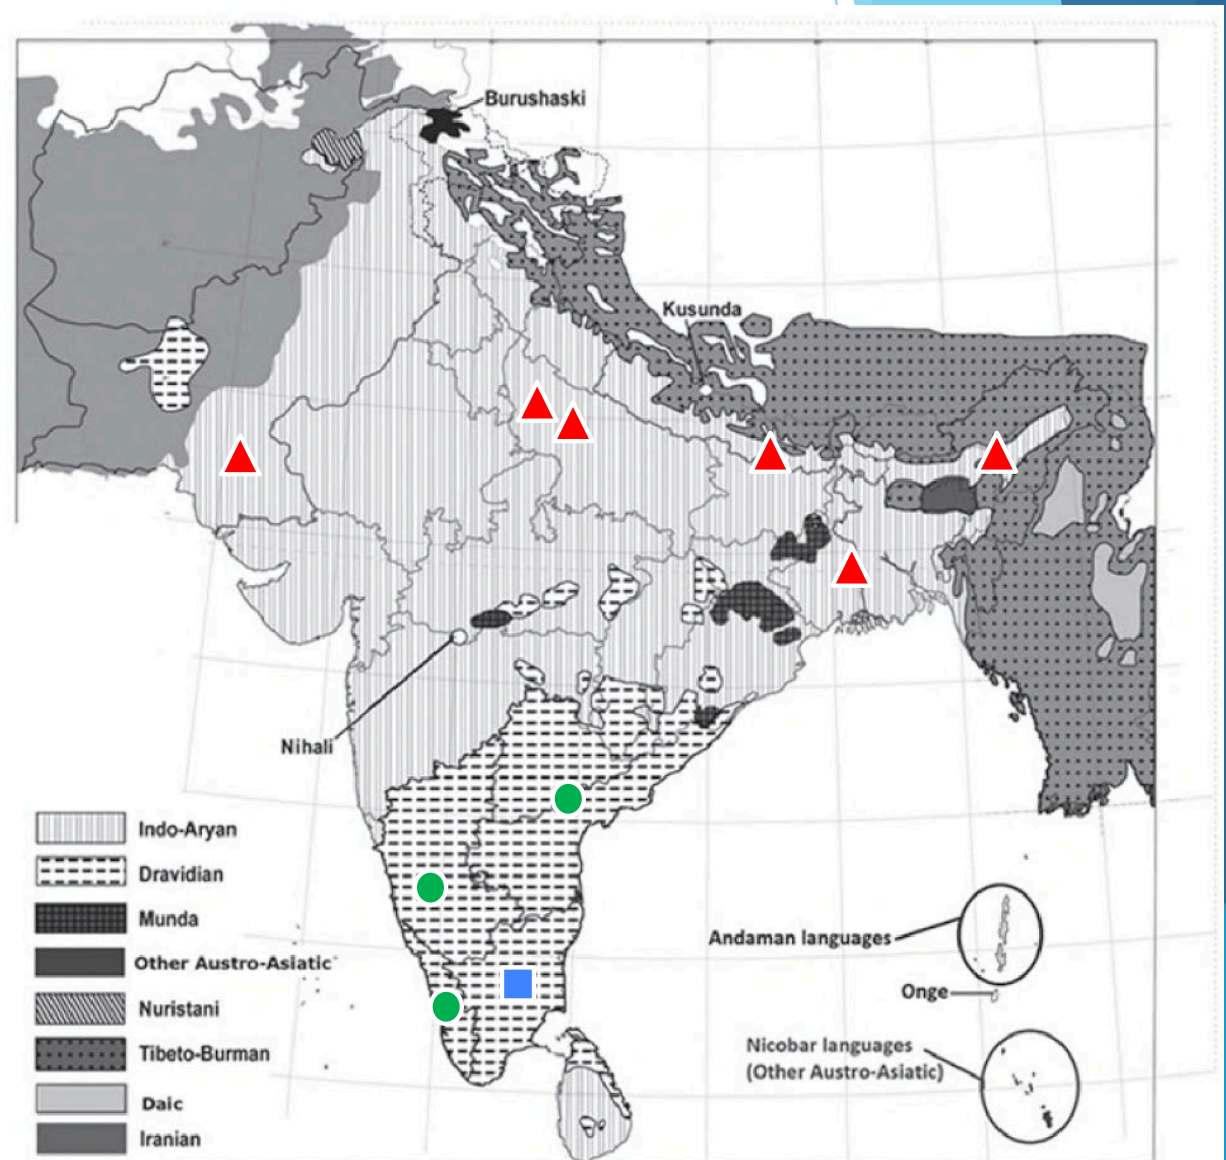 Burushaski
Kusunda
Nihali
Indo-Aryan
Dravidian
Munda
Other Austro-Asiatic
Nuristani
Tibeto-Burman
Daic
Iranian
Andaman languages
Onge
Nicobar languages
(Other Austro-Asiatic)